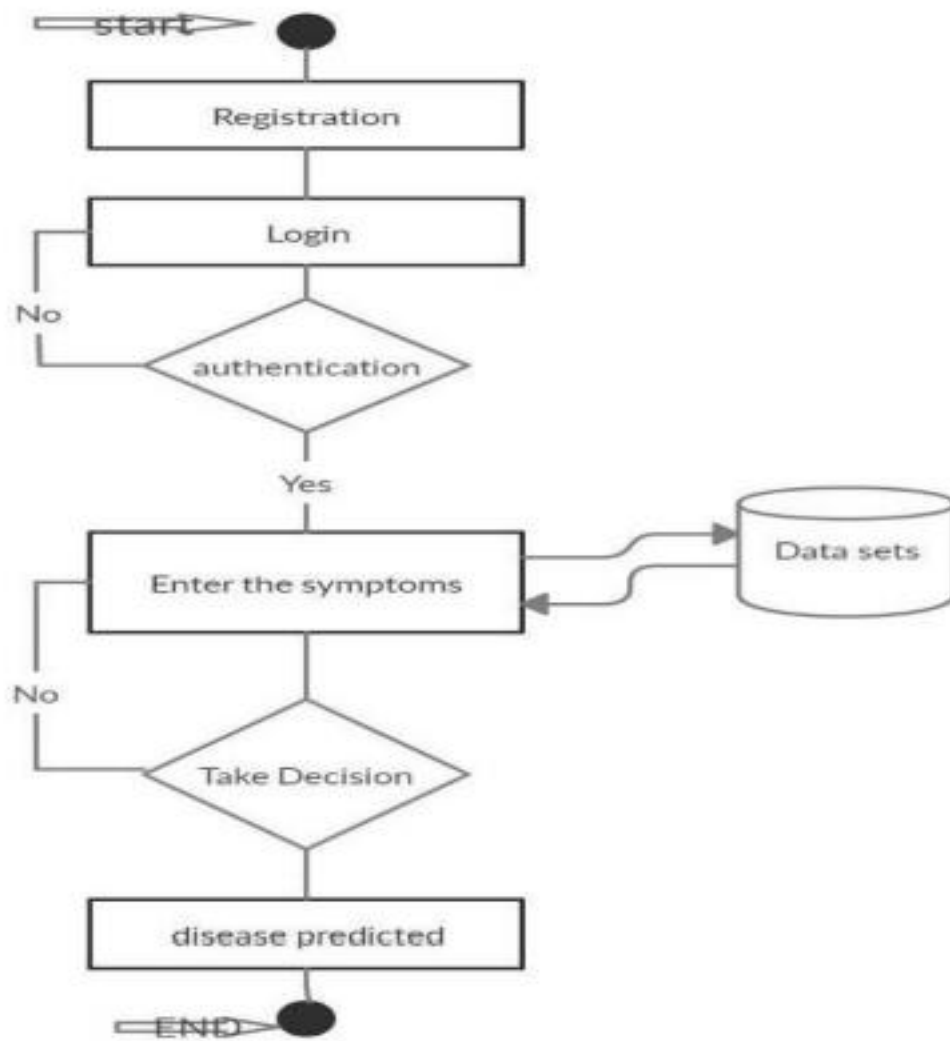 start
Registration
Login
No
authentication
Yes
Enter the symptoms
Data sets
No
Take Decision
disease predicted
END